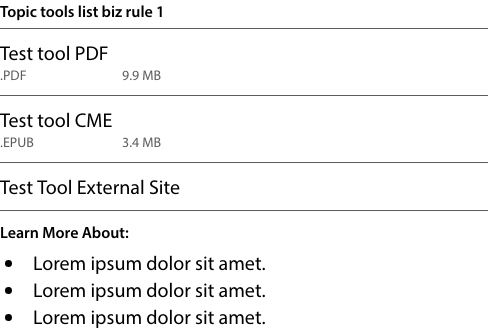 Topic tools list biz rule 1
Test tool PDF
.PDF 9.9 MB
Test tool CME
.EPUB 3.4 MB
Test Tool External Site
Learn More About:
• Lorem ipsum dolor sit amet.
• Lorem ipsum dolor sit amet.
• Lorem ipsum dolor sit amet.